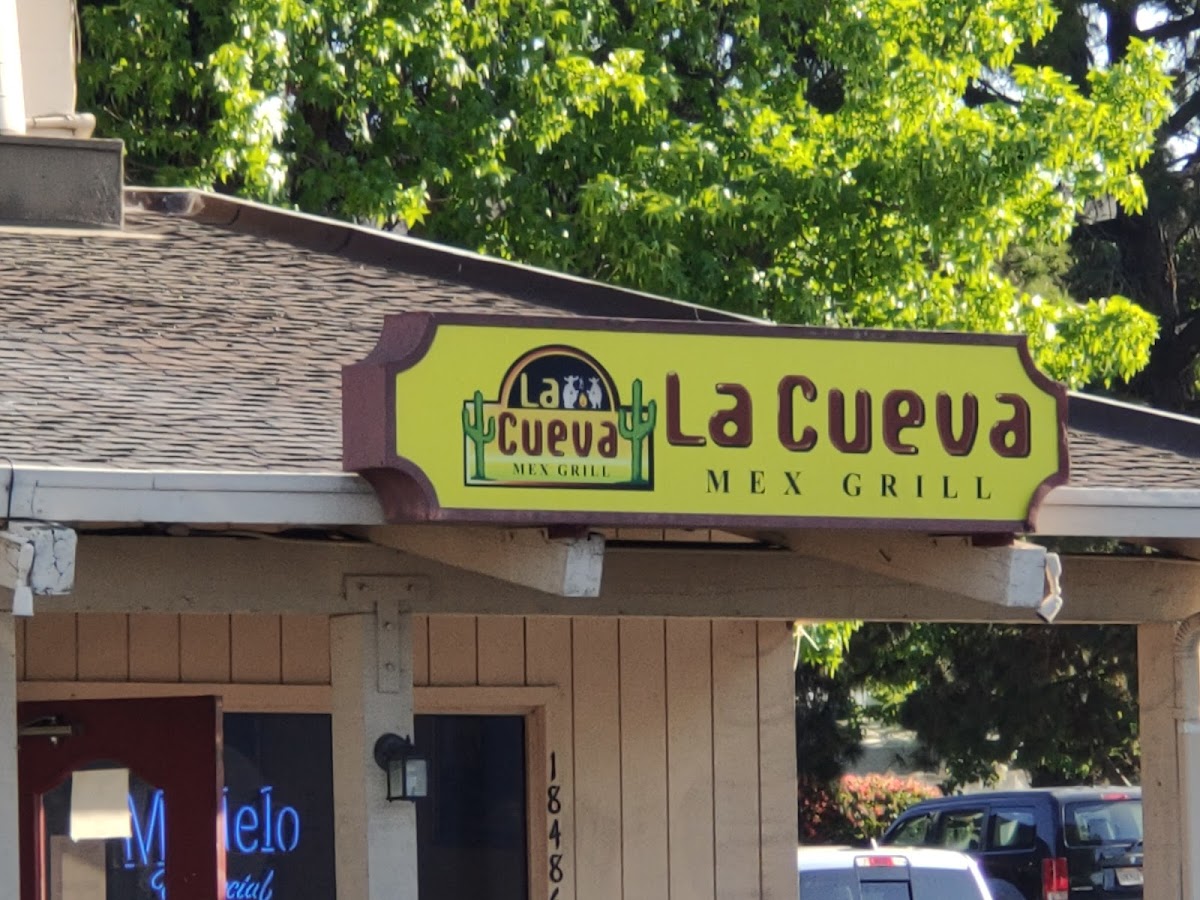 La
Cueva
MEX GRILL
La Cueva
MEX GRILL
1848